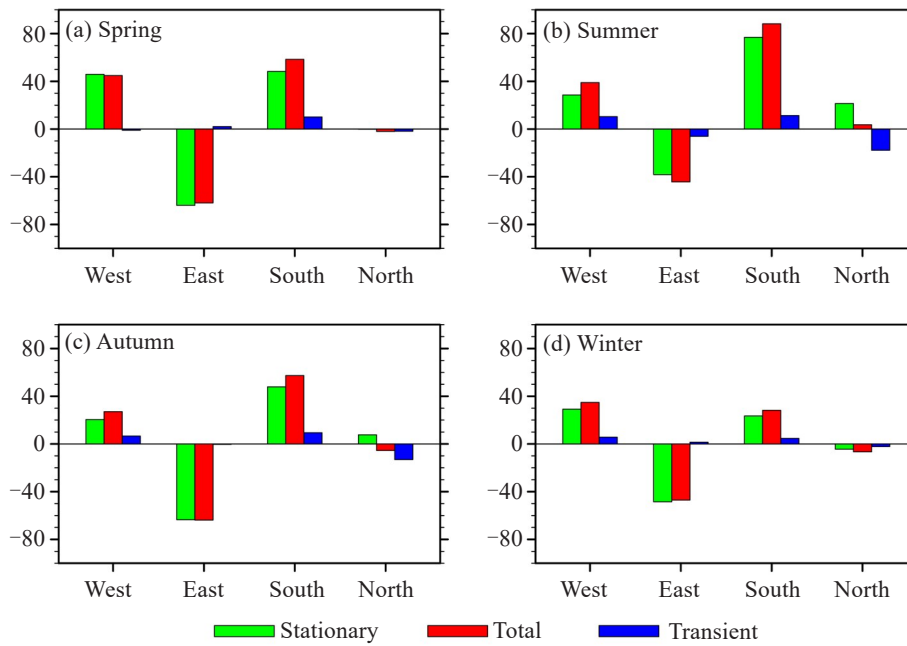 (a) Spring
80
40
0
−40
−80
West East South North
(b) Summer
80
40
0
−40
−80
West East South North
(c) Autumn
80
40
0
−40
−80
West East South North
(d) Winter
80
40
0
−40
−80
West East South North
Stationary Total Transient